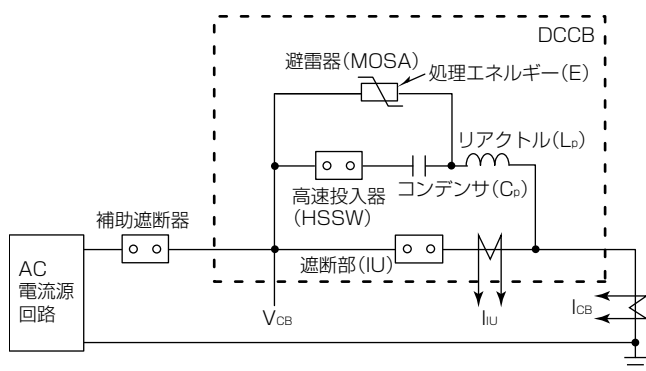 DCCB
避雷器(MOSA)
処理エネルギー(E)
リアクトル(Lp)
コンデンサ(Cp)
高速投入器
(HSSW)
補助遮断器
遮断部(IU)
AC
電流源
回路
VCB
IIU
ICB